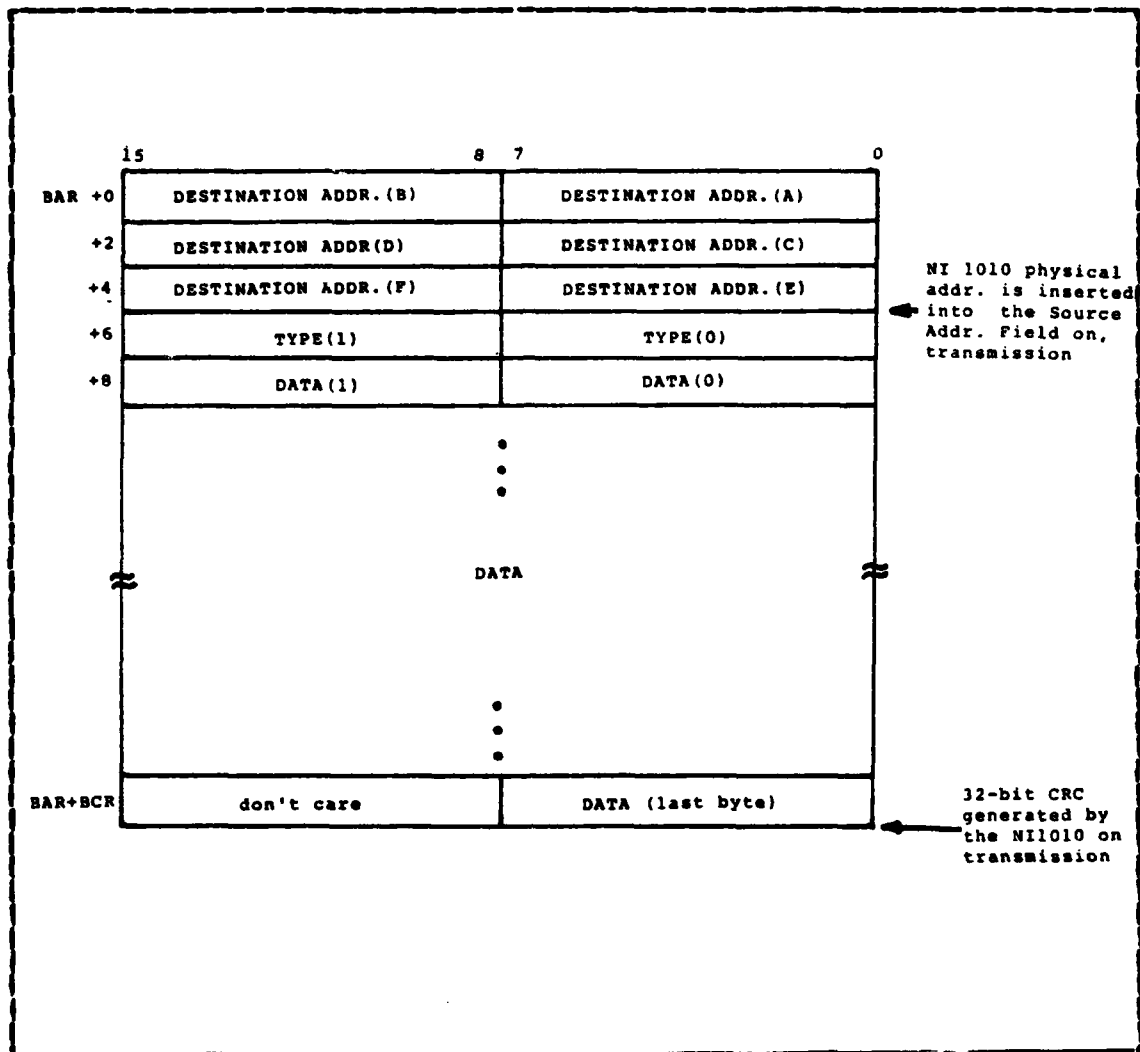 15 8 7 0
BAR +0 DESTINATION ADDR.(B) DESTINATION ADDR.(A)
+2 DESTINATION ADDR(D) DESTINATION ADDR.(C)
+4 DESTINATION ADDR.(F) DESTINATION ADDR.(E)
NI 1010 physical
addr. is inserted
into the Source
Addr. Field on,
transmission
+6 TYPE(1) TYPE(0)
+8 DATA(1) DATA(0)
DATA
BAR+BCR don't care DATA (last byte)
32-bit CRC
generated by
the NI1010 on
transmission